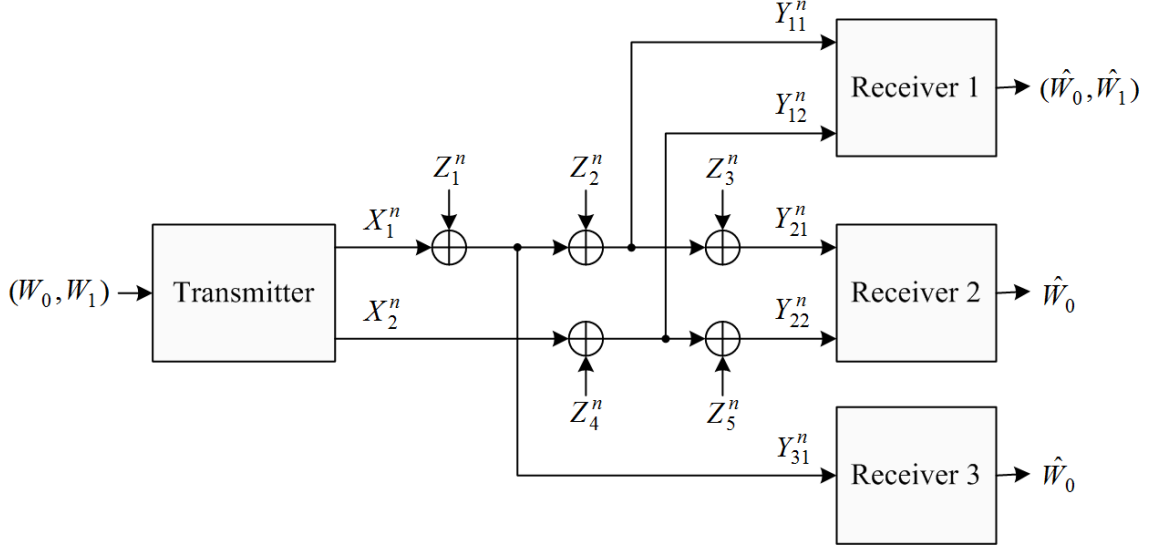 Y_{11}^n
Receiver 1
(Ŵ_0, Ŵ_1)
Y_{12}^n
Z_1^n
Z_2^n
Z_3^n
X_1^n
Y_{21}^n
(W_0, W_1)
Transmitter
Receiver 2
Ŵ_0
X_2^n
Y_{22}^n
Z_4^n
Z_5^n
Y_{31}^n
Receiver 3
Ŵ_0